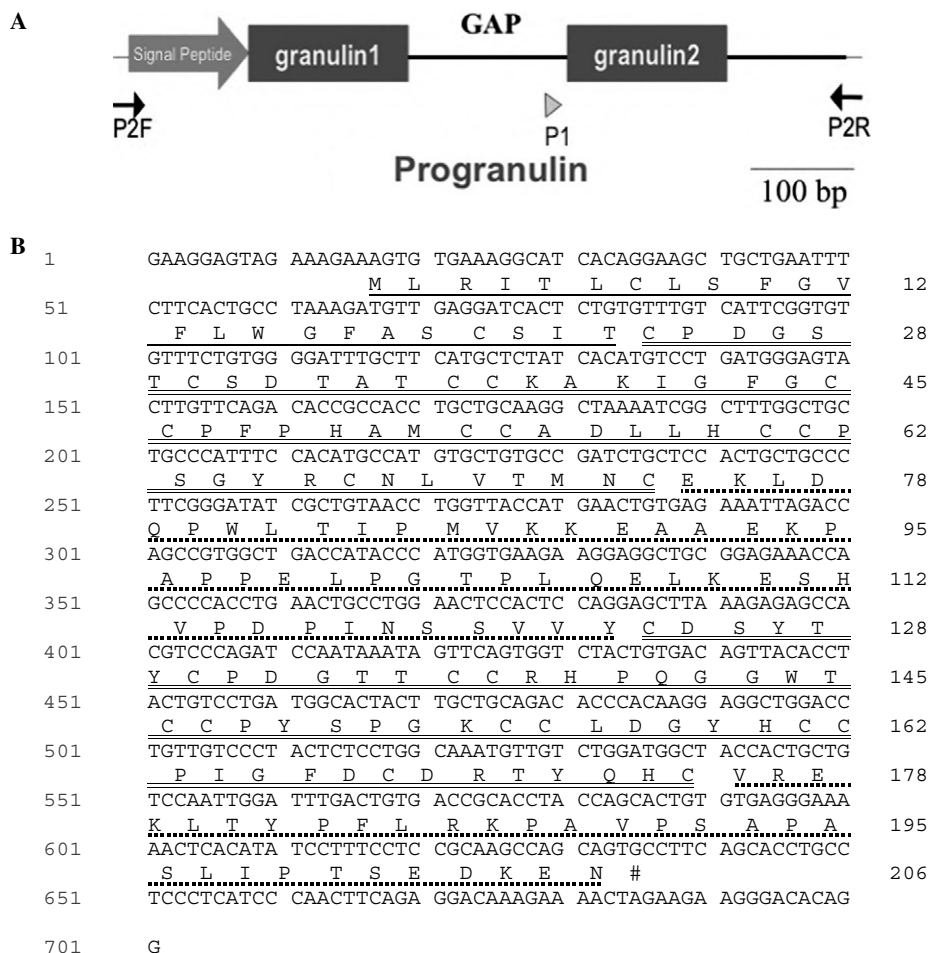 A
GAP
Signal Peptide
granulin1
granulin2
P2F
P1
P2R
Progranulin
100 bp
B
1 GAAGGAGTAG AAAGAAAGTG TGAAAGGCAT CACAGGAAGC TGCTGAATTT
M L R I T L C L S F G V 12
51 CTTCACTGCC TAAAGATGTT GAGGATCACT CTGTGTTTGT CATTCGGTGT
F L W G F A S C S I T C P D G S 28
101 GTTTCTGTGG GGATTTGCTT CATGCTCTAT CACATGTCCT GATGGGAGTA
T C S D T A T C C K A K I G F G C 45
151 CTTGTTCAGA CACCGCCACC TGCTGCAAGG CTAAAATCGG CTTTGGCTGC
C P F P H A M C C A D L L H C C P 62
201 TGCCCATTTC CACATGCCAT GTGCTGTGCC GATCTGCTCC ACTGCTGCCC
S G Y R C N L V T M N C E K L D 78
251 TTCGGGATAT CGCTGTAACC TGGTTACCAT GAACTGTGAG AAATTAGACC
Q P W L T I P M V K K E A A E K P 95
301 AGCCGTGGCT GACCATACCC ATGGTGAAGA AGGAGGCTGC GGAGAAACCA
A P P E L P G T P L Q E L K E S H 112
351 GCCCCACCTG AACTGCCTGG AACTCCACTC CAGGAGCTTA AAGAGAGCCA
V P D P I N S S V V Y C D S Y T 128
401 CGTCCCAGAT CCAATAAATA GTTCAGTGGT CTACTGTGAC AGTTACACCT
Y C P D G T T C C R H P Q G G W T 145
451 ACTGTCCTGA TGGCACTACT TGCTGCAGAC ACCCACAAGG AGGCTGGACC
C C P Y S P G K C C L D G Y H C C 162
501 TGTTGTCCCT ACTCTCCTGG CAAATGTTGT CTGGATGGCT ACCACTGCTG
P I G F D C D R T Y Q H C V R E 178
551 TCCAATTGGA TTTGACTGTG ACCGCACCTA CCAGCACTGT GTGAGGGAAA
K L T Y P F L R K P A V P S A P A 195
601 AACTCACATA TCCTTTCCTC CGCAAGCCAG CAGTGCCTTC AGCACCTGCC
S L I P T S E D K E N # 206
651 TCCCTCATCC CAACTTCAGA GGACAAAGAA AACTAGAAGA AGGGACACAG
701 G